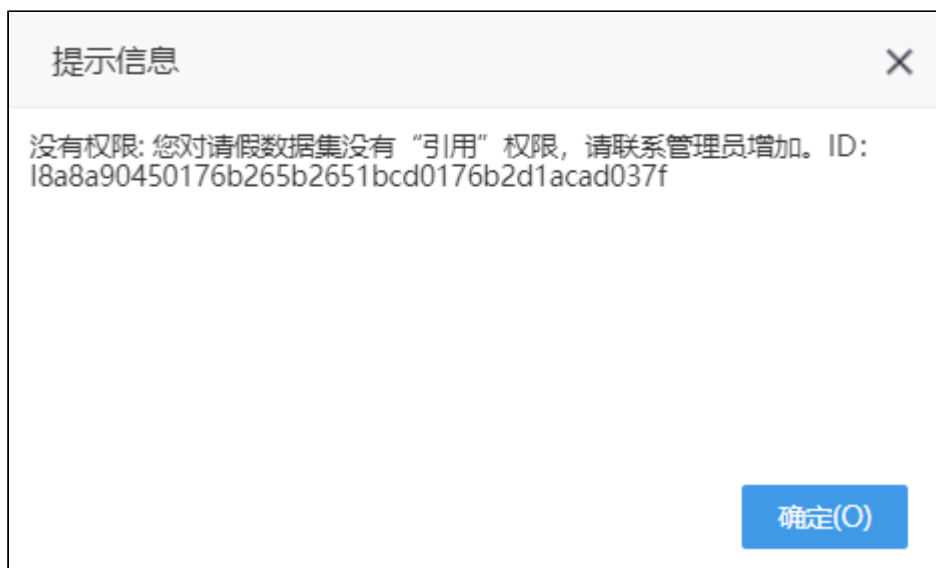 提示信息
没有权限: 您对请假数据集没有“引用”权限，请联系管理员增加。ID：
I8a8a90450176b265b2651bcd0176b2d1acad037f
确定(O)